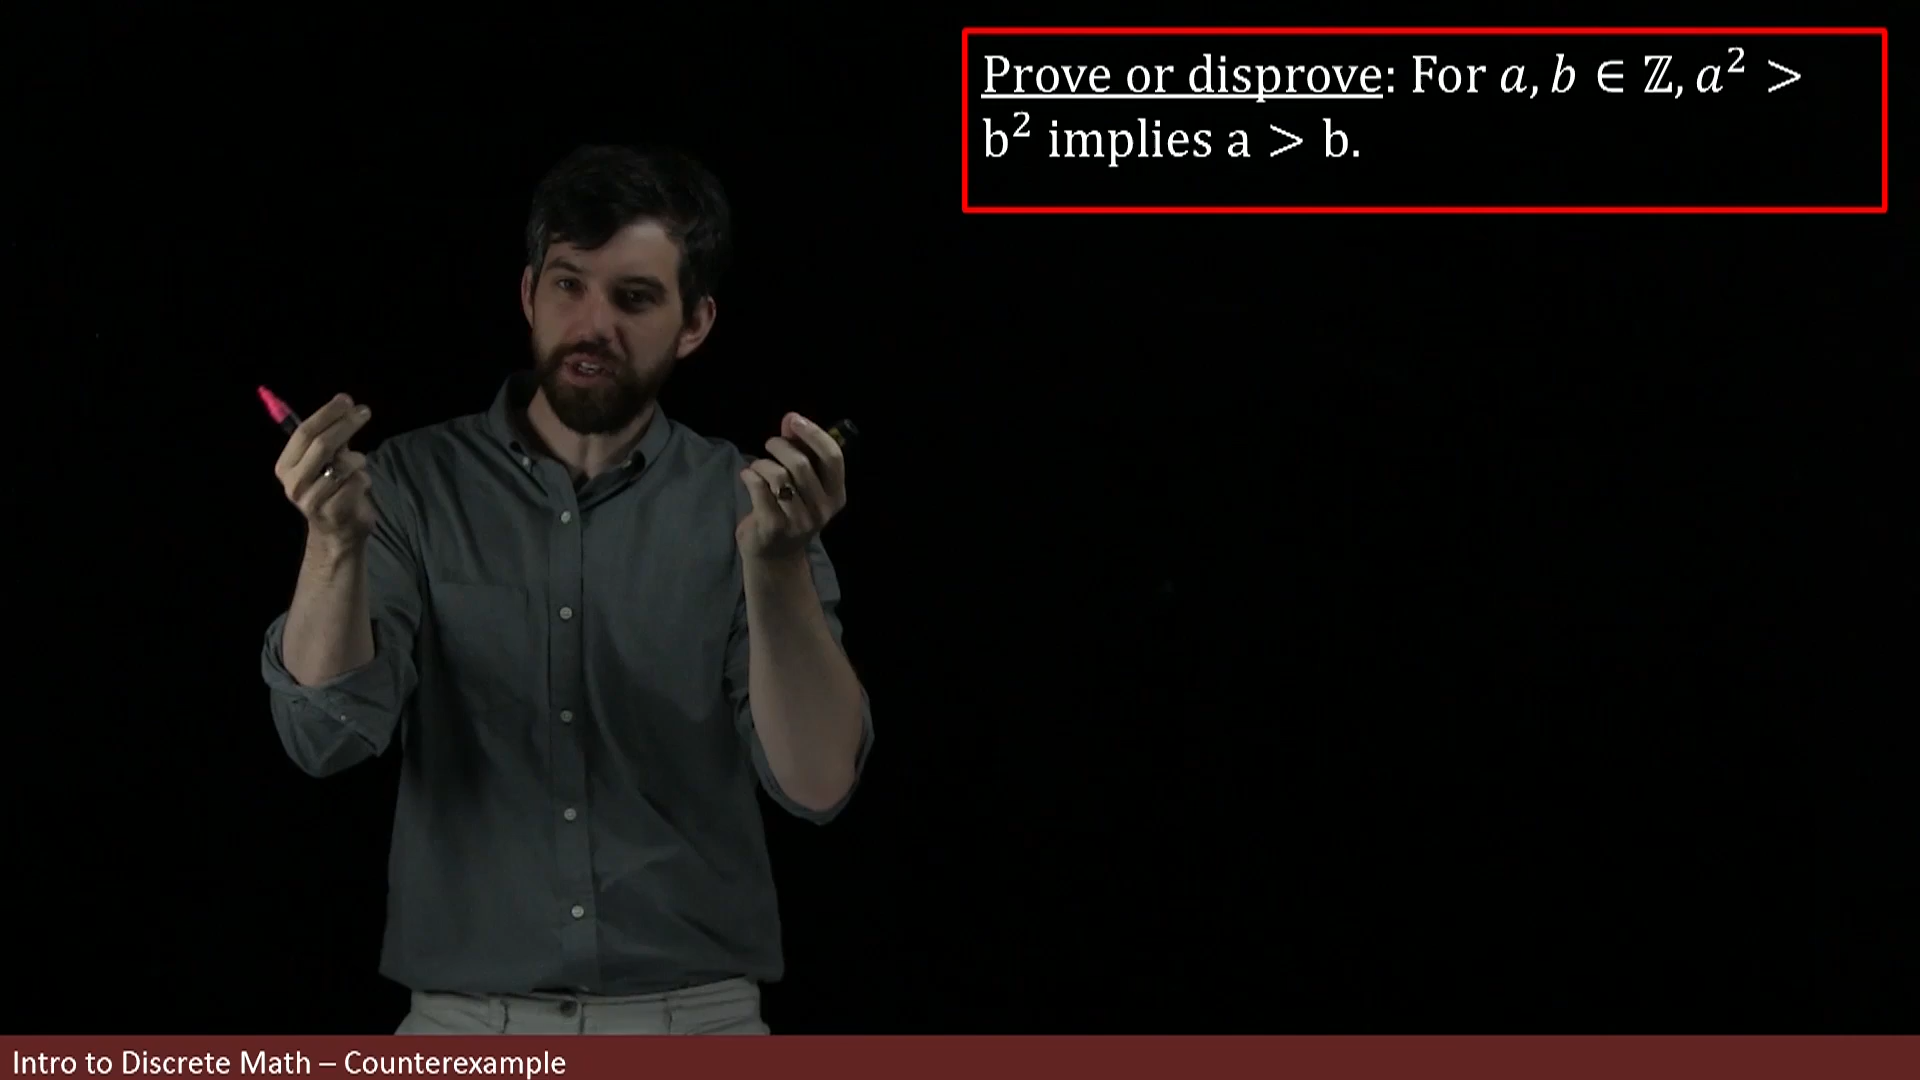 Prove or disprove: For 𝑎, 𝑏 ∈ ℤ, 𝑎² >
b² implies a > b.
Intro to Discrete Math – Counterexample